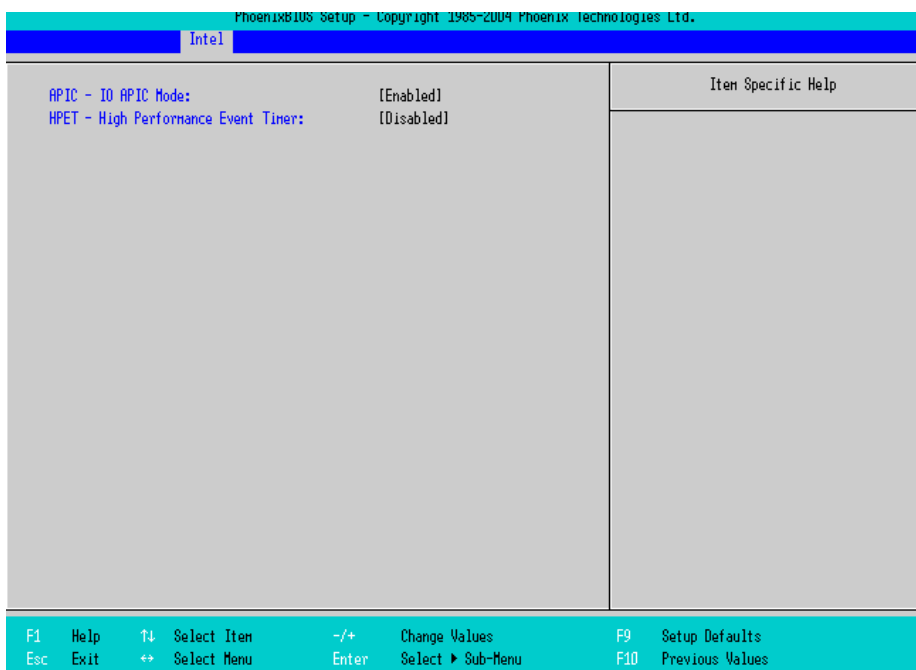 PhoenixBIOS Setup - Copyright 1985-2004 Phoenix Technologies Ltd.
Intel
Item Specific Help
APIC - IO APIC Mode: [Enabled]
HPET - High Performance Event Timer: [Disabled]
F1 Help ↑↓ Select Item -/+ Change Values F9 Setup Defaults
Esc Exit ↔ Select Menu Enter Select ▶ Sub-Menu F10 Previous Values